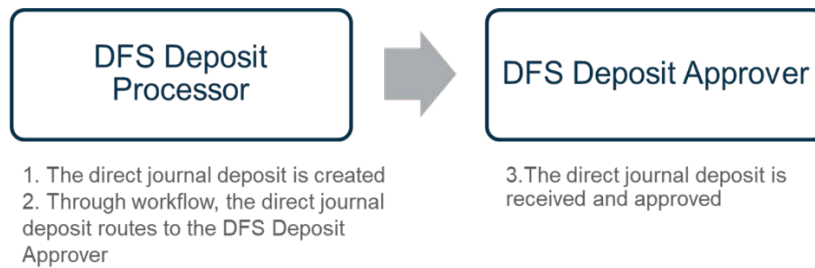 DFS Deposit
Processor
DFS Deposit Approver
1. The direct journal deposit is created
2. Through workflow, the direct journal
deposit routes to the DFS Deposit
Approver
3.The direct journal deposit is
received and approved